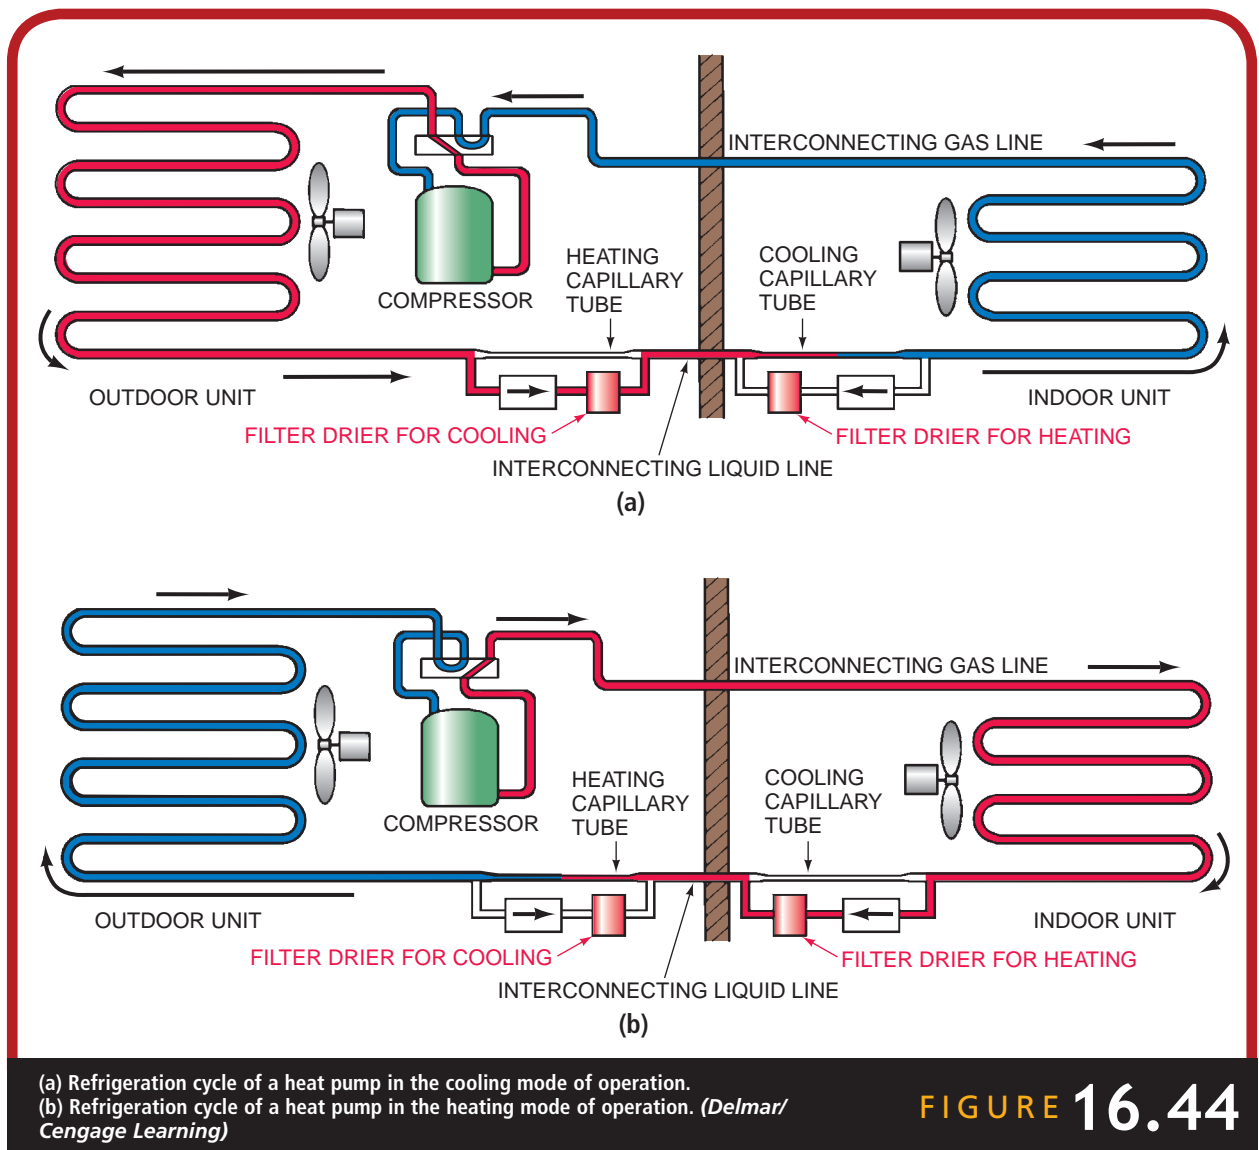 INTERCONNECTING GAS LINE
HEATING
CAPILLARY
TUBE
COOLING
CAPILLARY
TUBE
COMPRESSOR
OUTDOOR UNIT
INDOOR UNIT
FILTER DRIER FOR COOLING
FILTER DRIER FOR HEATING
INTERCONNECTING LIQUID LINE
(a)
INTERCONNECTING GAS LINE
HEATING
CAPILLARY
TUBE
COOLING
CAPILLARY
TUBE
COMPRESSOR
OUTDOOR UNIT
INDOOR UNIT
FILTER DRIER FOR COOLING
FILTER DRIER FOR HEATING
INTERCONNECTING LIQUID LINE
(b)
(a) Refrigeration cycle of a heat pump in the cooling mode of operation.
(b) Refrigeration cycle of a heat pump in the heating mode of operation. (Delmar/
Cengage Learning)
FIGURE 16.44